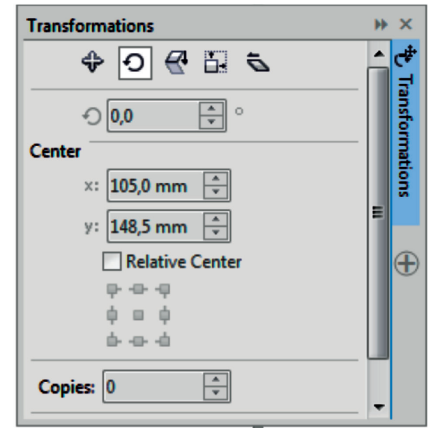 Transformations
0,0 °
Center
x: 105,0 mm
y: 148,5 mm
Relative Center
Copies: 0
Transformations